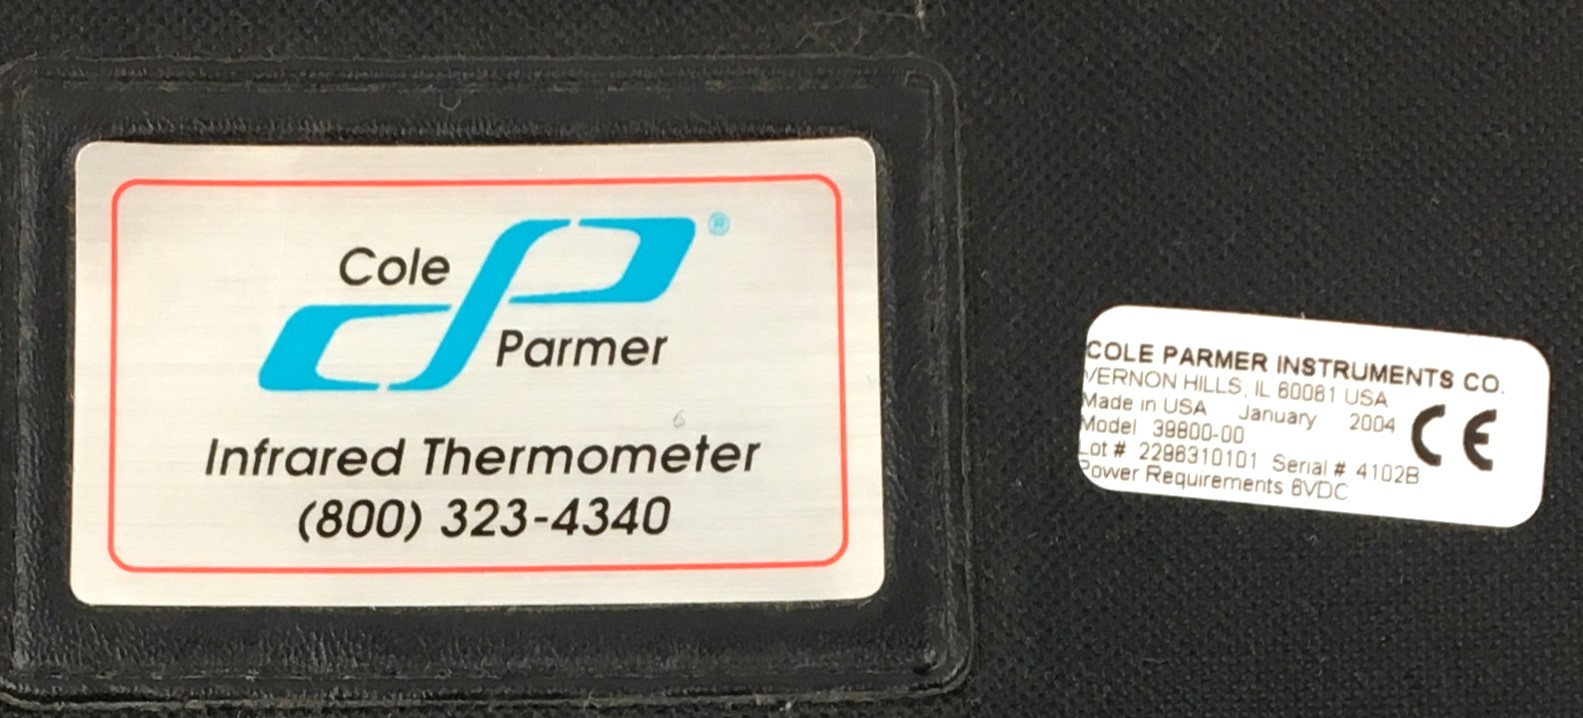 Cole
Parmer
®
Infrared Thermometer
(800) 323-4340
COLE PARMER INSTRUMENTS CO.
VERNON HILLS, IL 60061 USA
Made in USA January 2004
Model 39800-00
Lot # 2296310101 Serial # 4102B
Power Requirements 6VDC
CE